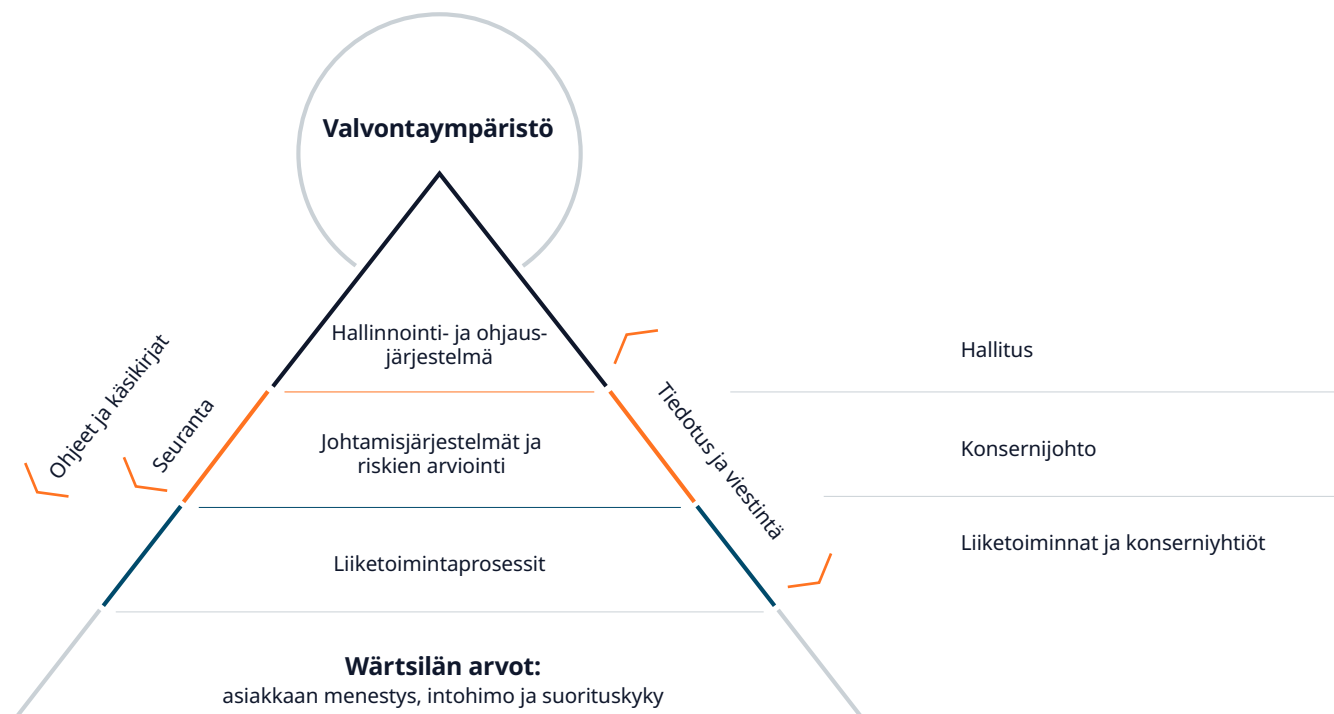 Valvontaympäristö
Hallinnointi- ja ohjaus-
järjestelmä
Johtamisjärjestelmät ja
riskien arviointi
Liiketoimintaprosessit
Wärtsilän arvot:
asiakkaan menestys, intohimo ja suorituskyky
Ohjeet ja käsikirjat
Seuranta
Tiedotus ja viestintä
Hallitus
Konsernijohto
Liiketoiminnat ja konserniyhtiöt